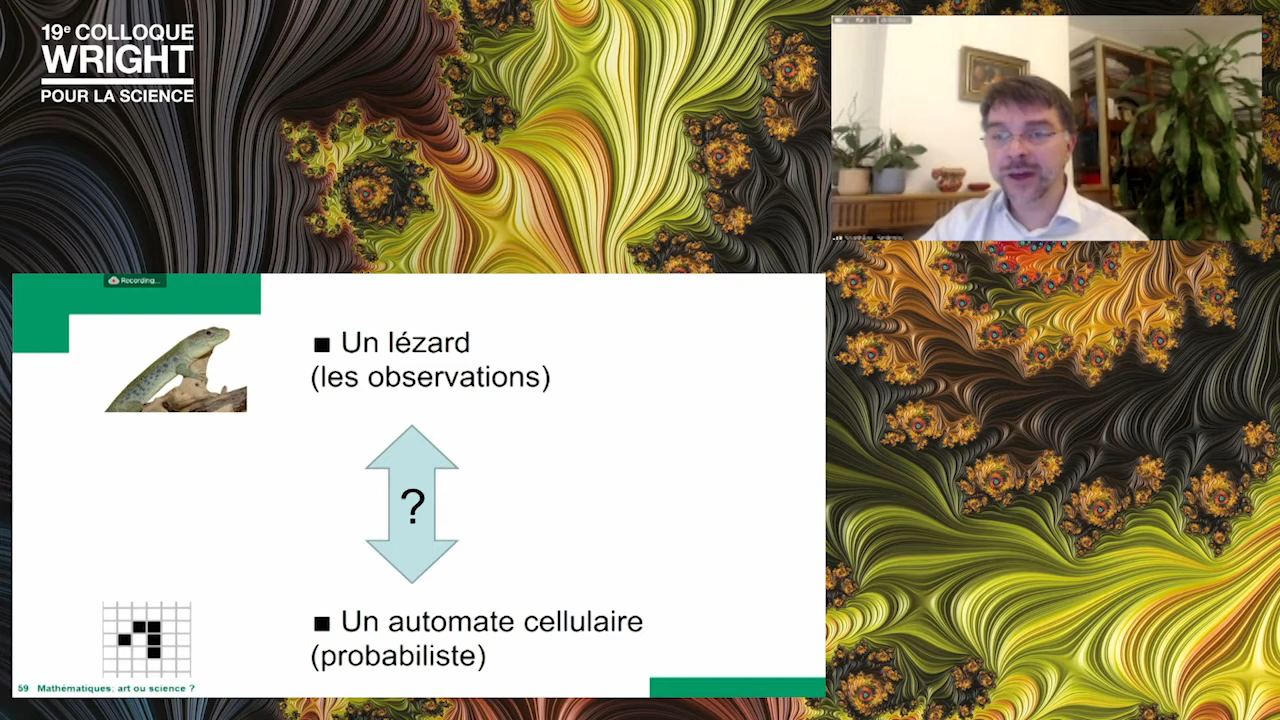 19e COLLOQUE
WRIGHT
POUR LA SCIENCE
Recording...
■ Un lézard
(les observations)
?
■ Un automate cellulaire
(probabiliste)
59 Mathématiques: art ou science ?